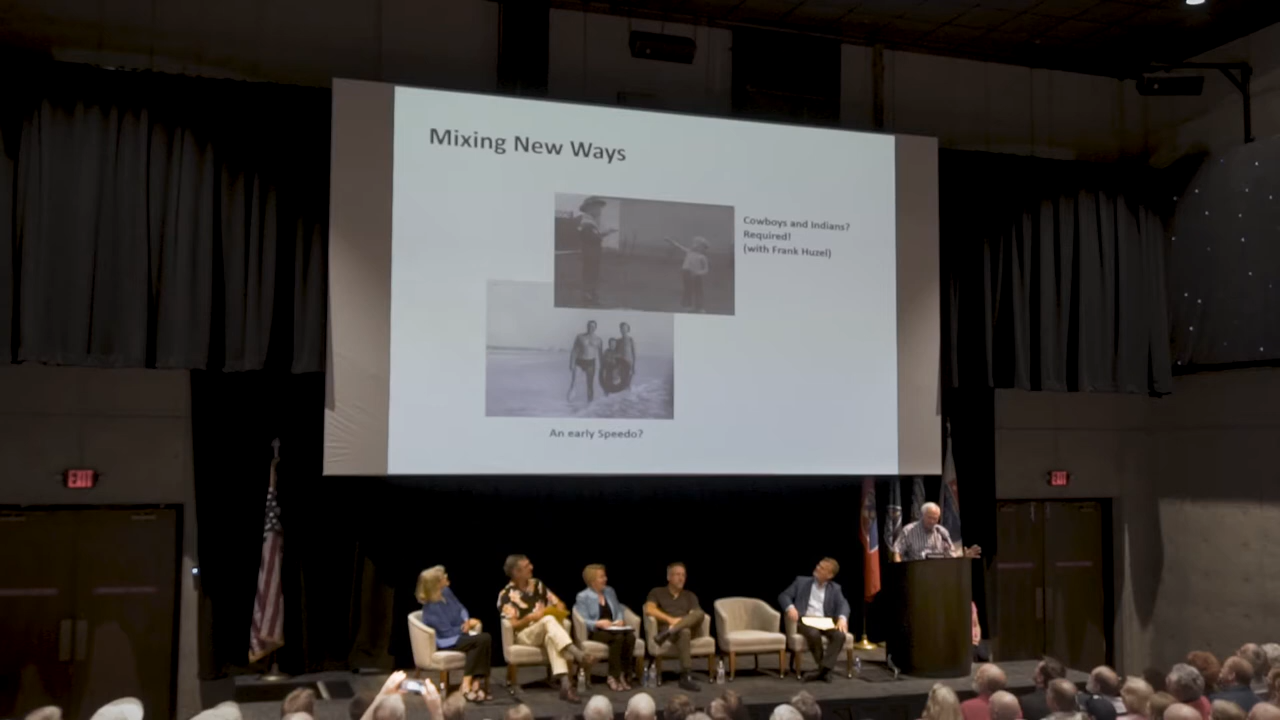 Mixing New Ways
Cowboys and Indians?
Required!
(with Frank Huzel)
An early Speedo?
EXIT
EXIT